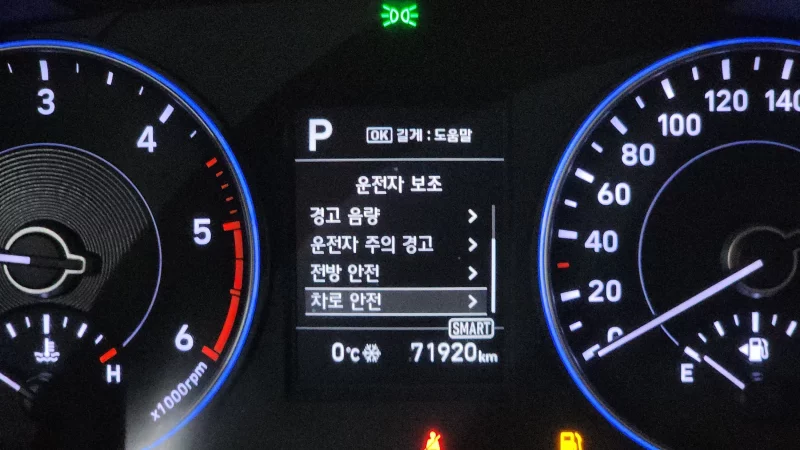 P
OK 길게 : 도움말
운전자 보조
경고 음량
운전자 주의 경고
전방 안전
차로 안전
SMART
0℃ 71920km
3
4
5
6
x1000rpm
H
0
20
40
60
80
100
120
140
E